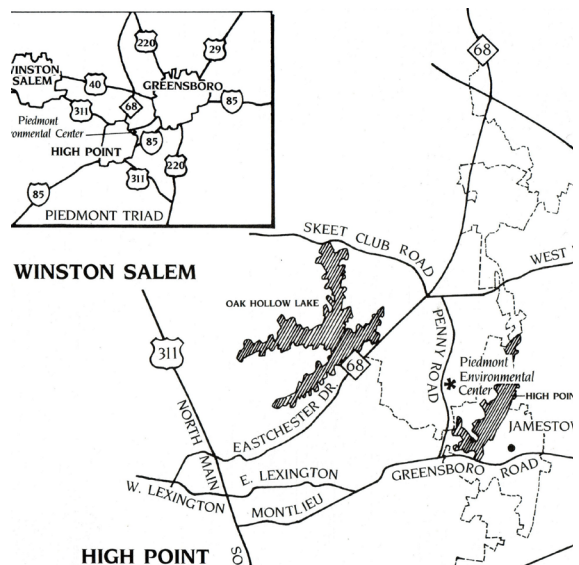 220
29
WINSTON
SALEM
40
GREENSBORO
68
85
311
Piedmont
ronmental Center
85
HIGH POINT
220
311
85
PIEDMONT TRIAD
68
SKEET CLUB ROAD
WEST
WINSTON SALEM
OAK HOLLOW LAKE
311
PENNY ROAD
68
Piedmont
Environmental
Center
HIGH POIN
EASTCHESTER DR.
JAMESTOW
NORTH MAIN
GREENSBORO ROAD
E. LEXINGTON
W. LEXINGTON
MONTLIEU
HIGH POINT
SO